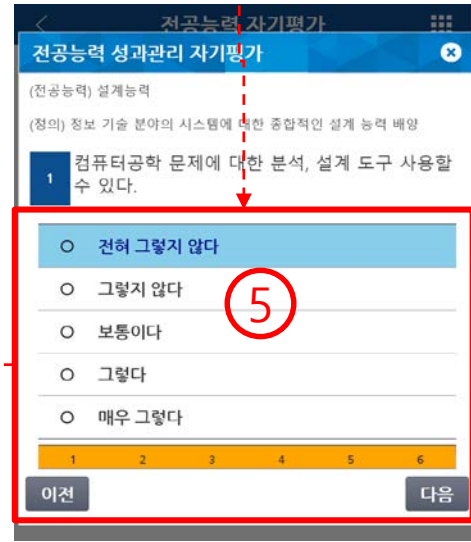 전공능력 자기평가
전공능력 성과관리 자기평가
(전공능력) 설계능력
(정의) 정보 기술 분야의 시스템에 대한 종합적인 설계 능력 배양
1
컴퓨터공학 문제에 대한 분석, 설계 도구 사용할
수 있다.
전혀 그렇지 않다
그렇지 않다
⑤
보통이다
그렇다
매우 그렇다
1 2 3 4 5 6
이전 다음